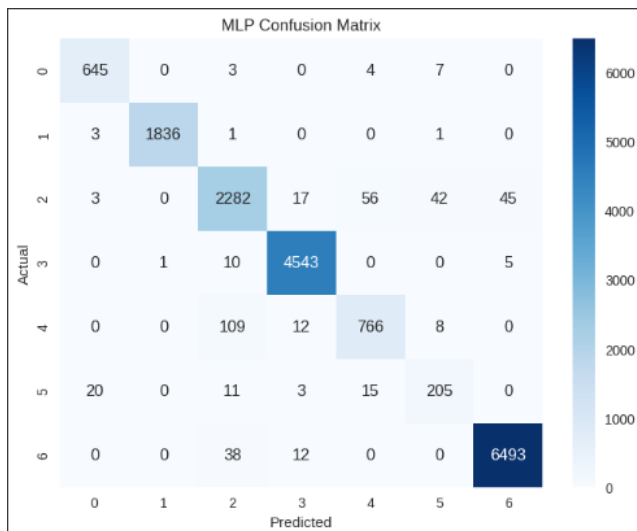 MLP Confusion Matrix
0 645 0 3 0 4 7 0
1 3 1836 1 0 0 1 0
2 3 0 2282 17 56 42 45
3 0 1 10 4543 0 0 5
4 0 0 109 12 766 8 0
5 20 0 11 3 15 205 0
6 0 0 38 12 0 0 6493
0 1 2 3 4 5 6
Actual
Predicted
6000
5000
4000
3000
2000
1000
0